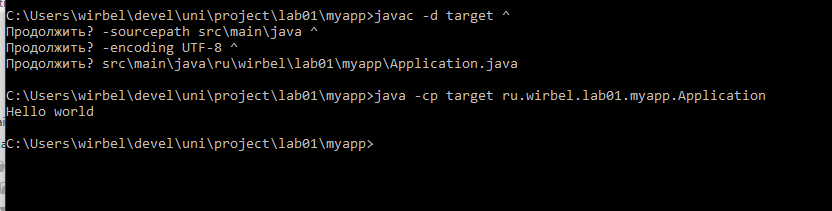 C:\Users\wirbel\devel\uni\project\lab01\myapp>javac -d target ^
Продолжить? -sourcepath src\main\java ^
Продолжить? -encoding UTF-8 ^
Продолжить? src\main\java\ru\wirbel\lab01\myapp\Application.java
C:\Users\wirbel\devel\uni\project\lab01\myapp>java -cp target ru.wirbel.lab01.myapp.Application
Hello world
C:\Users\wirbel\devel\uni\project\lab01\myapp>